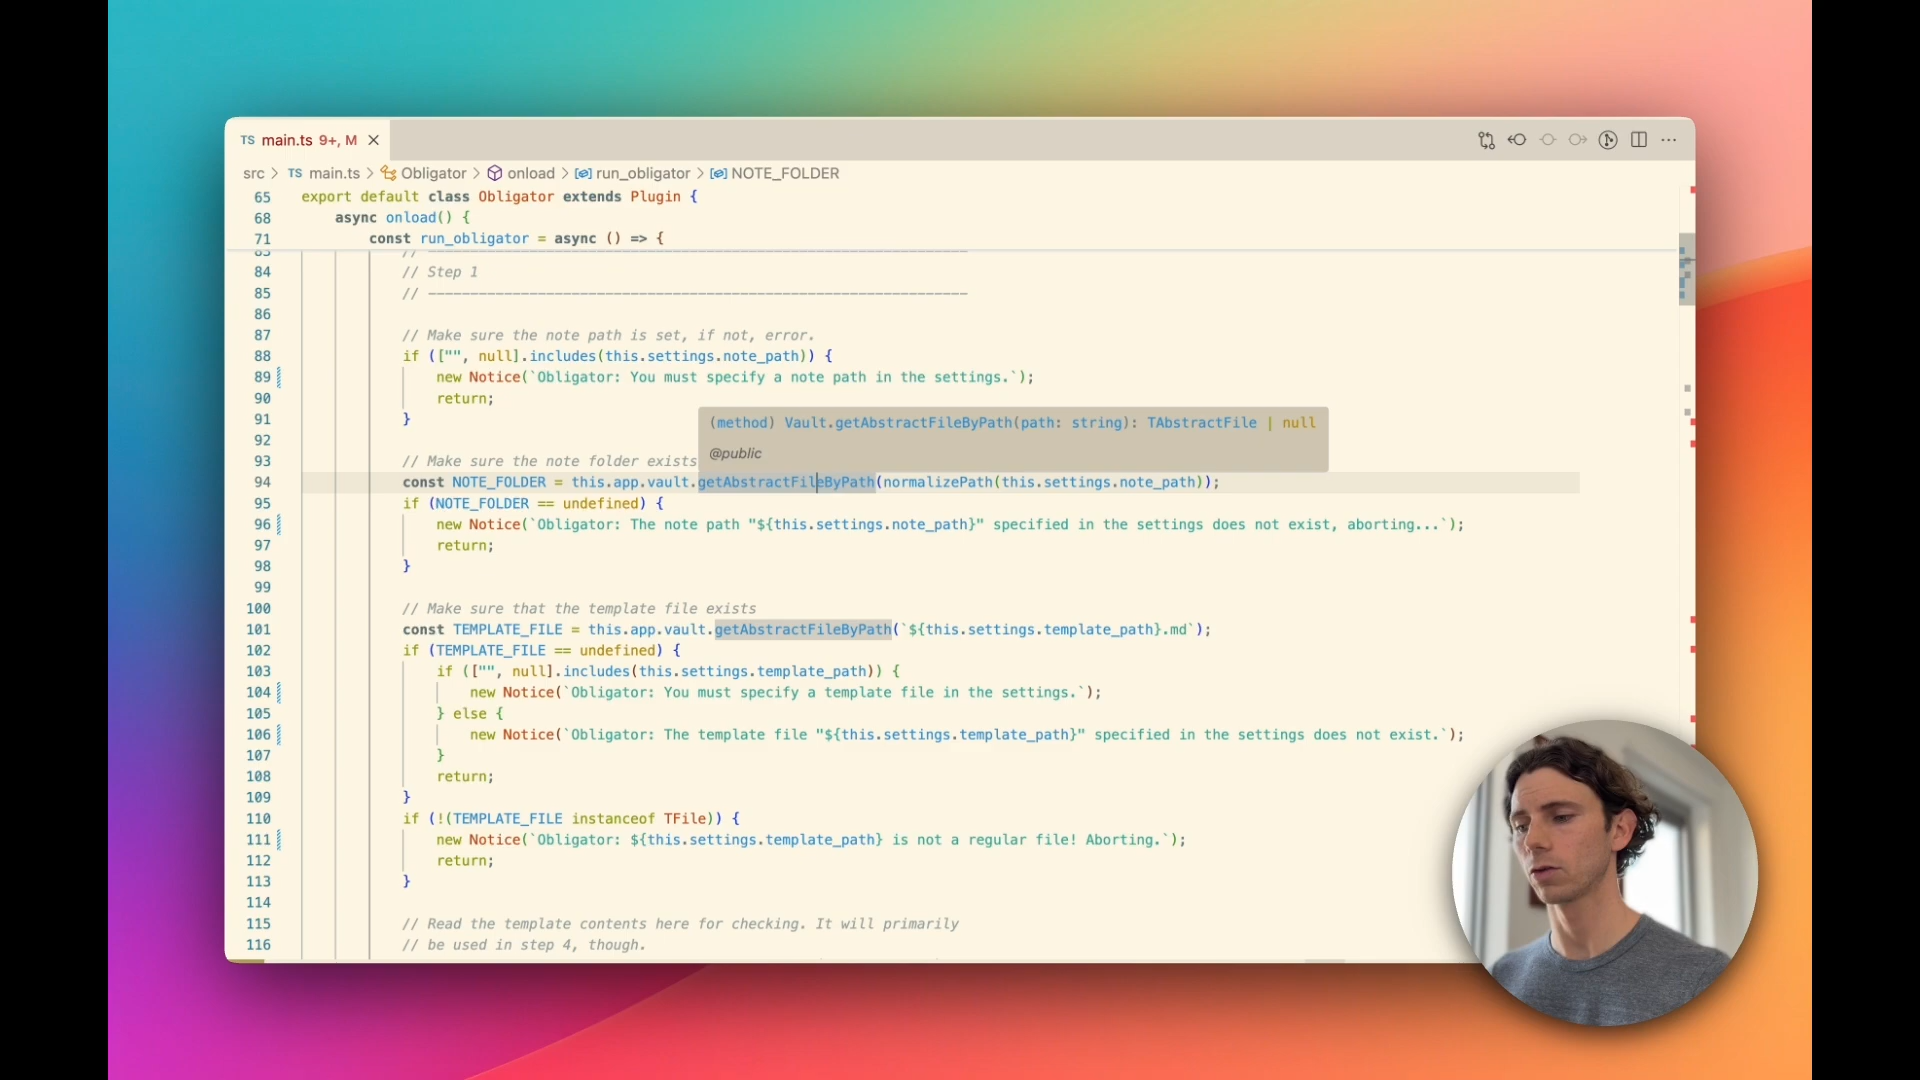 TS main.ts 9+, M
src > TS main.ts > Obligator > onload > run_obligator > NOTE_FOLDER
65 export default class Obligator extends Plugin {
68 async onload() {
71 const run_obligator = async () => {
83 // ----------------------------------------------------------------
84 // Step 1
85 // ----------------------------------------------------------------
86
87 // Make sure the note path is set, if not, error.
88 if (["", null].includes(this.settings.note_path)) {
89 new Notice(`Obligator: You must specify a note path in the settings.`);
90 return;
91 }
(method) Vault.getAbstractFileByPath(path: string): TAbstractFile | null
92
@public
93 // Make sure the note folder exists
94 const NOTE_FOLDER = this.app.vault.getAbstractFileByPath(normalizePath(this.settings.note_path));
95 if (NOTE_FOLDER == undefined) {
96 new Notice(`Obligator: The note path "${this.settings.note_path}" specified in the settings does not exist, aborting...`);
97 return;
98 }
99
100 // Make sure that the template file exists
101 const TEMPLATE_FILE = this.app.vault.getAbstractFileByPath(`${this.settings.template_path}.md`);
102 if (TEMPLATE_FILE == undefined) {
103 if (["", null].includes(this.settings.template_path)) {
104 new Notice(`Obligator: You must specify a template file in the settings.`);
105 } else {
106 new Notice(`Obligator: The template file "${this.settings.template_path}" specified in the settings does not exist.`);
107 }
108 return;
109 }
110 if (!(TEMPLATE_FILE instanceof TFile)) {
111 new Notice(`Obligator: ${this.settings.template_path} is not a regular file! Aborting.`);
112 return;
113 }
114
115 // Read the template contents here for checking. It will primarily
116 // be used in step 4, though.